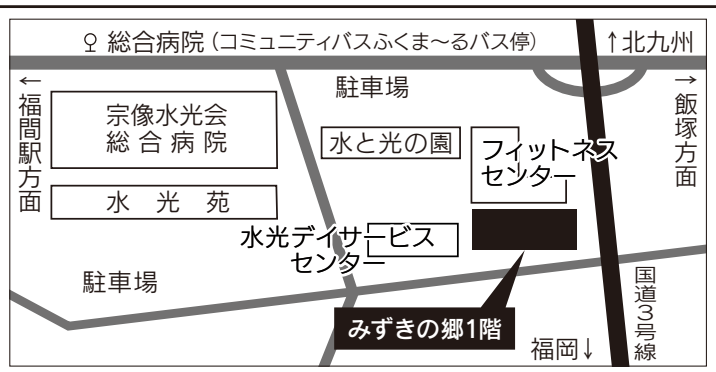 総合病院（コミュニティバスふくま～るバス停）
↑北九州
←福間駅方面
駐車場
→飯塚方面
宗像水光会
総合病院
水と光の園
フィットネス
センター
水光苑
水光デイサービス
センター
駐車場
みずきの郷1階
国道3号線
福岡↓